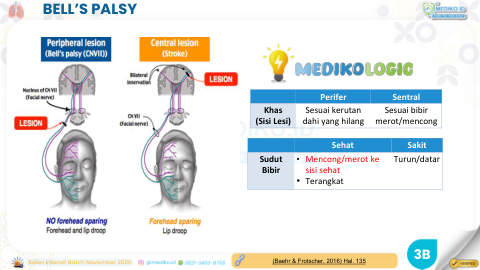 BELL'S PALSY
MEDIKO.ID
Peripheral lesion
(Bell's palsy (CNVII))
Central lesion
(Stroke)
Bilateral
innervation
LESION
Nucleus of CN VII
(Facial nerve)
CN VII
(Facial nerve)
LESION
NO forehead sparing
Forehead and lip droop
Forehead sparing
Lip droop
MEDIKOLOGIC
Perifer
Sentral
Khas
(Sisi Lesi)
Sesuai kerutan
dahi yang hilang
Sesuai bibir
merot/mencong
Sehat
Sakit
Sudut
Bibir
• Mencong/merot ke
sisi sehat
• Terangkat
Turun/datar
(Baehr & Frotscher, 2016) Hal. 135
3B